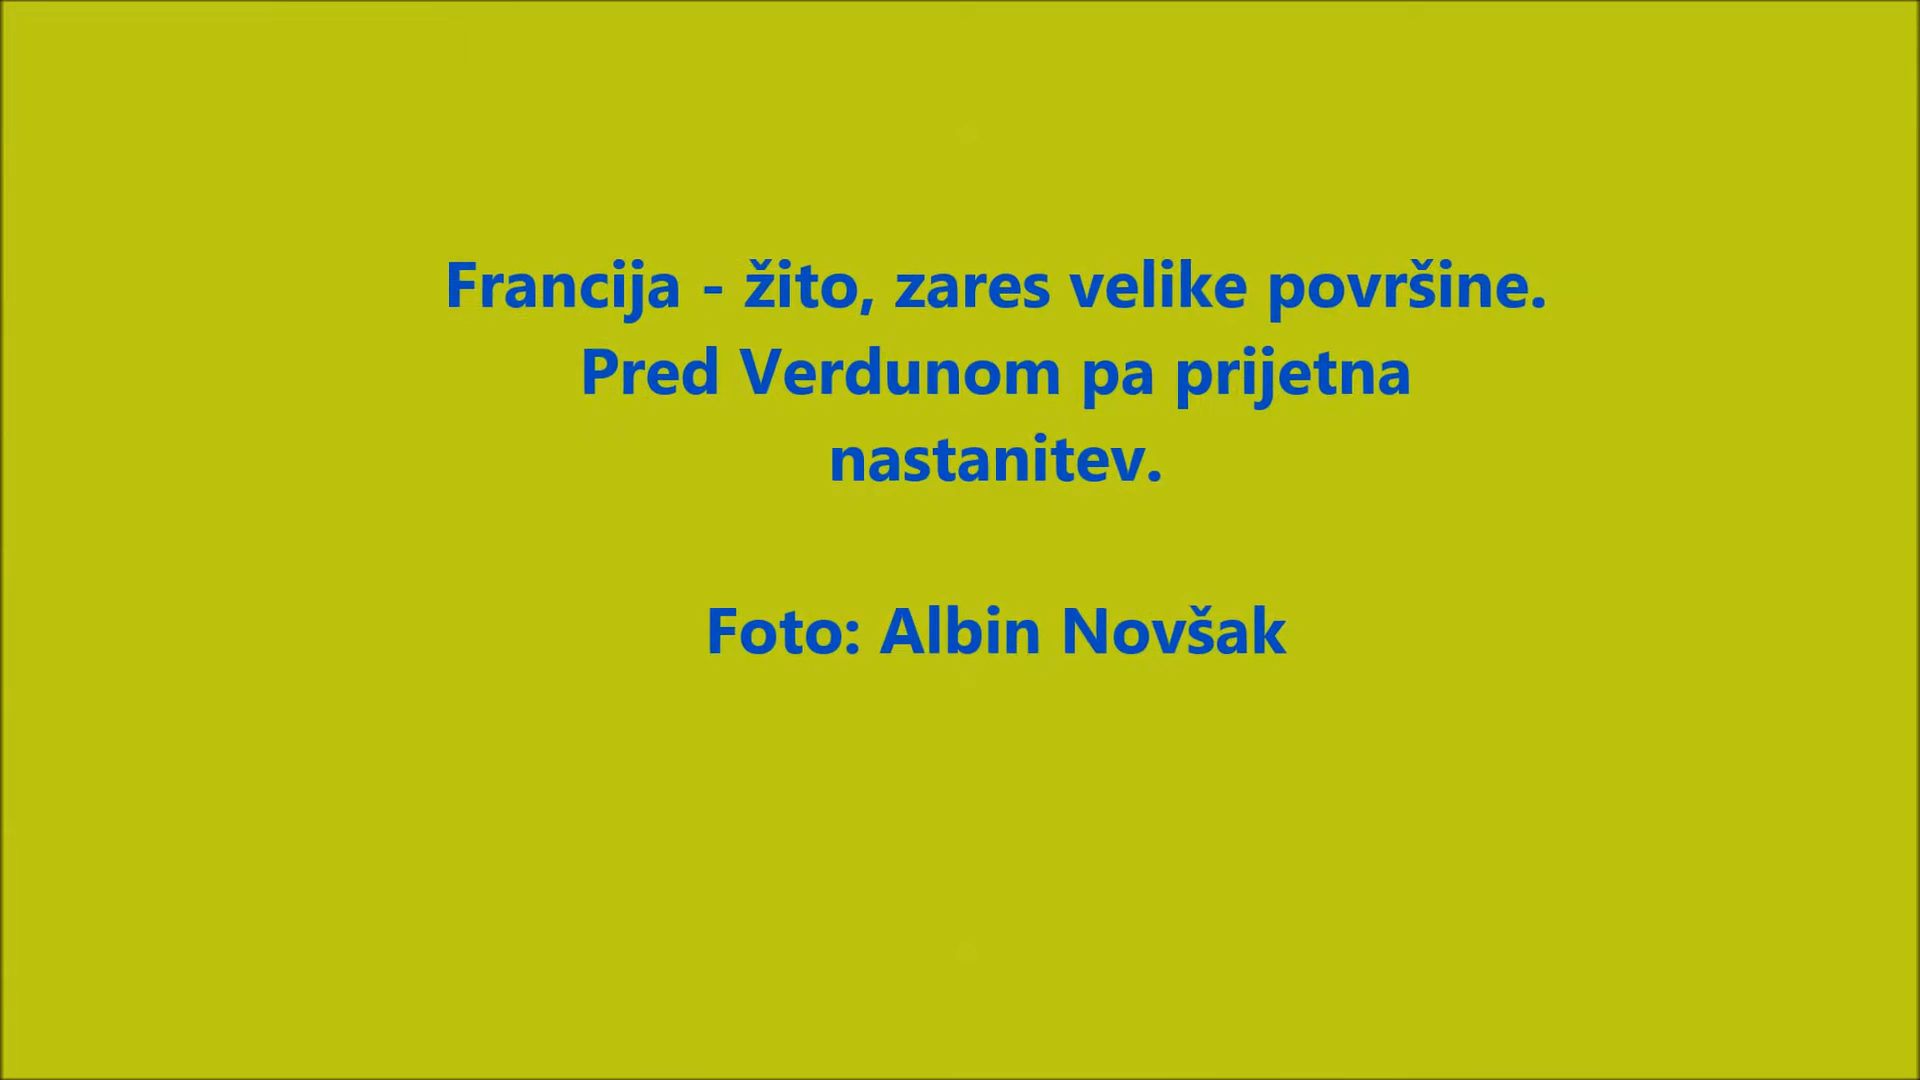 Francija - žito, zares velike površine.
Pred Verdunom pa prijetna
nastanitev.
Foto: Albin Novšak